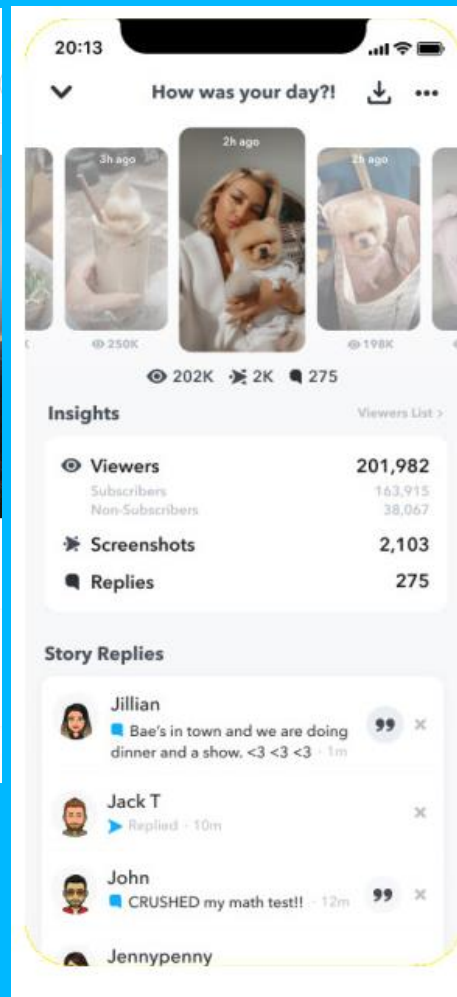 20:13
How was your day?!
3h ago
2h ago
2h ago
250K
198K
202K 2K 275
Insights
Viewers List >
Viewers 201,982
Subscribers 163,915
Non-Subscribers 38,067
Screenshots 2,103
Replies 275
Story Replies
Jillian
Bae's in town and we are doing
dinner and a show. <3 <3 <3 · 1m
Jack T
Replied · 10m
John
CRUSHED my math test!! · 12m
Jennypenny